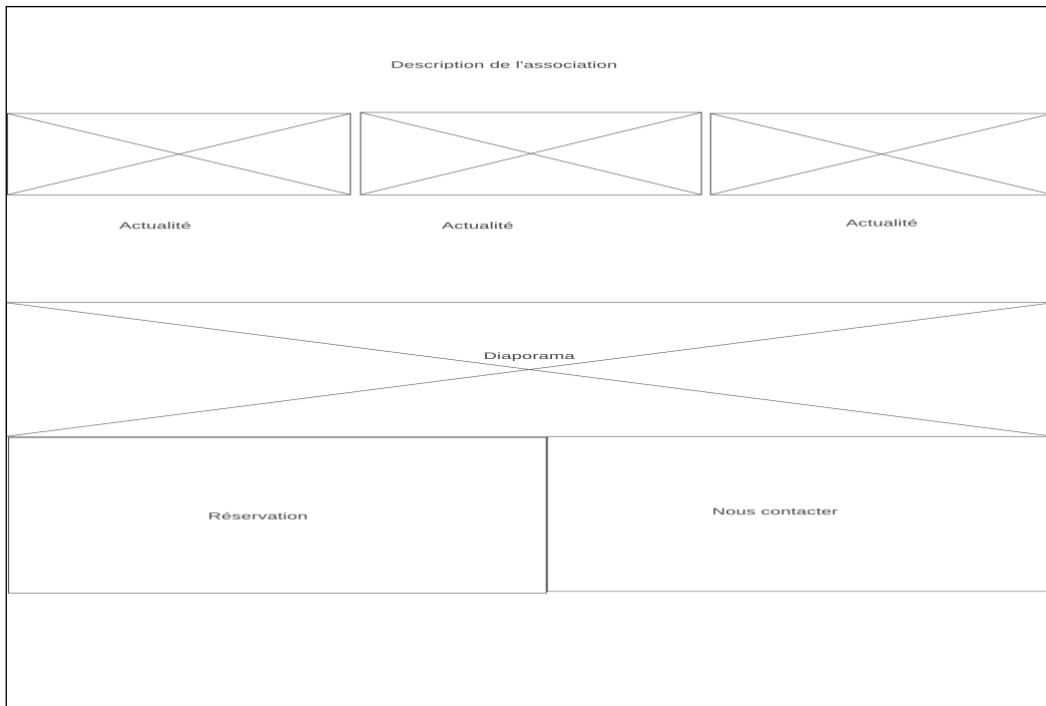 Description de l'association
Actualité
Actualité
Actualité
Diaporama
Réservation
Nous contacter